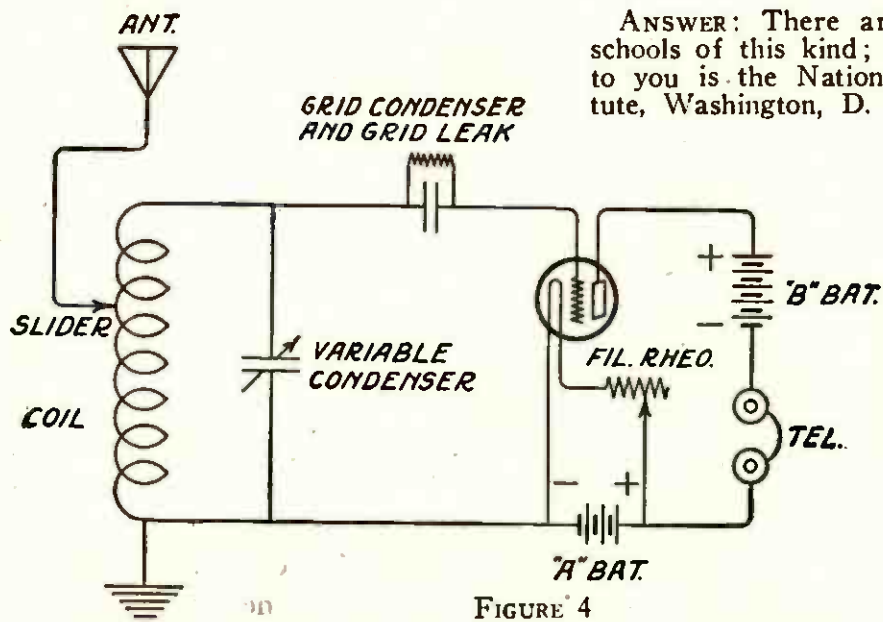 ANT.
ANSWER: There ar
schools of this kind;
to you is the Nation
tute, Washington, D.
GRID CONDENSER
AND GRID LEAK
SLIDER
COIL
VARIABLE
CONDENSER
FIL. RHEO.
+
"B" BAT.
−
TEL.
− +
"A" BAT.
FIGURE 4